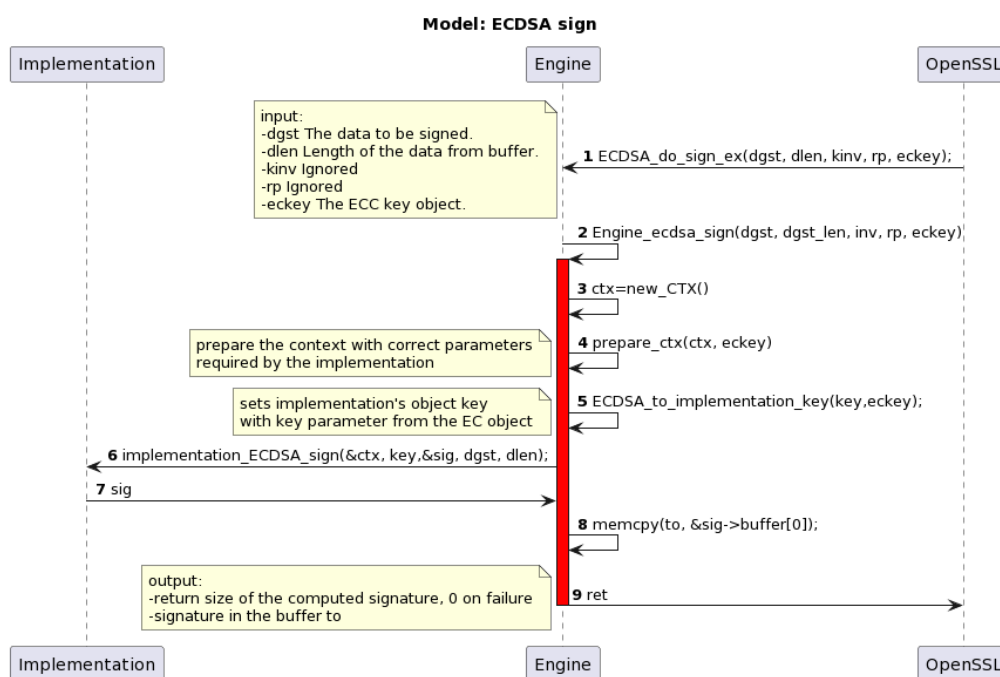 Model: ECDSA sign
Implementation
Engine
OpenSSL
input:
-dgst The data to be signed.
-dlen Length of the data from buffer.
-kinv Ignored
-rp Ignored
-eckey The ECC key object.
1 ECDSA_do_sign_ex(dgst, dlen, kinv, rp, eckey);
2 Engine_ecdsa_sign(dgst, dgst_len, inv, rp, eckey)
3 ctx=new_CTX()
prepare the context with correct parameters
required by the implementation
4 prepare_ctx(ctx, eckey)
sets implementation's object key
with key parameter from the EC object
5 ECDSA_to_implementation_key(key,eckey);
6 implementation_ECDSA_sign(&ctx, key,&sig, dgst, dlen);
7 sig
8 memcpy(to, &sig->buffer[0]);
output:
-return size of the computed signature, 0 on failure
-signature in the buffer to
9 ret
Implementation
Engine
OpenSSL